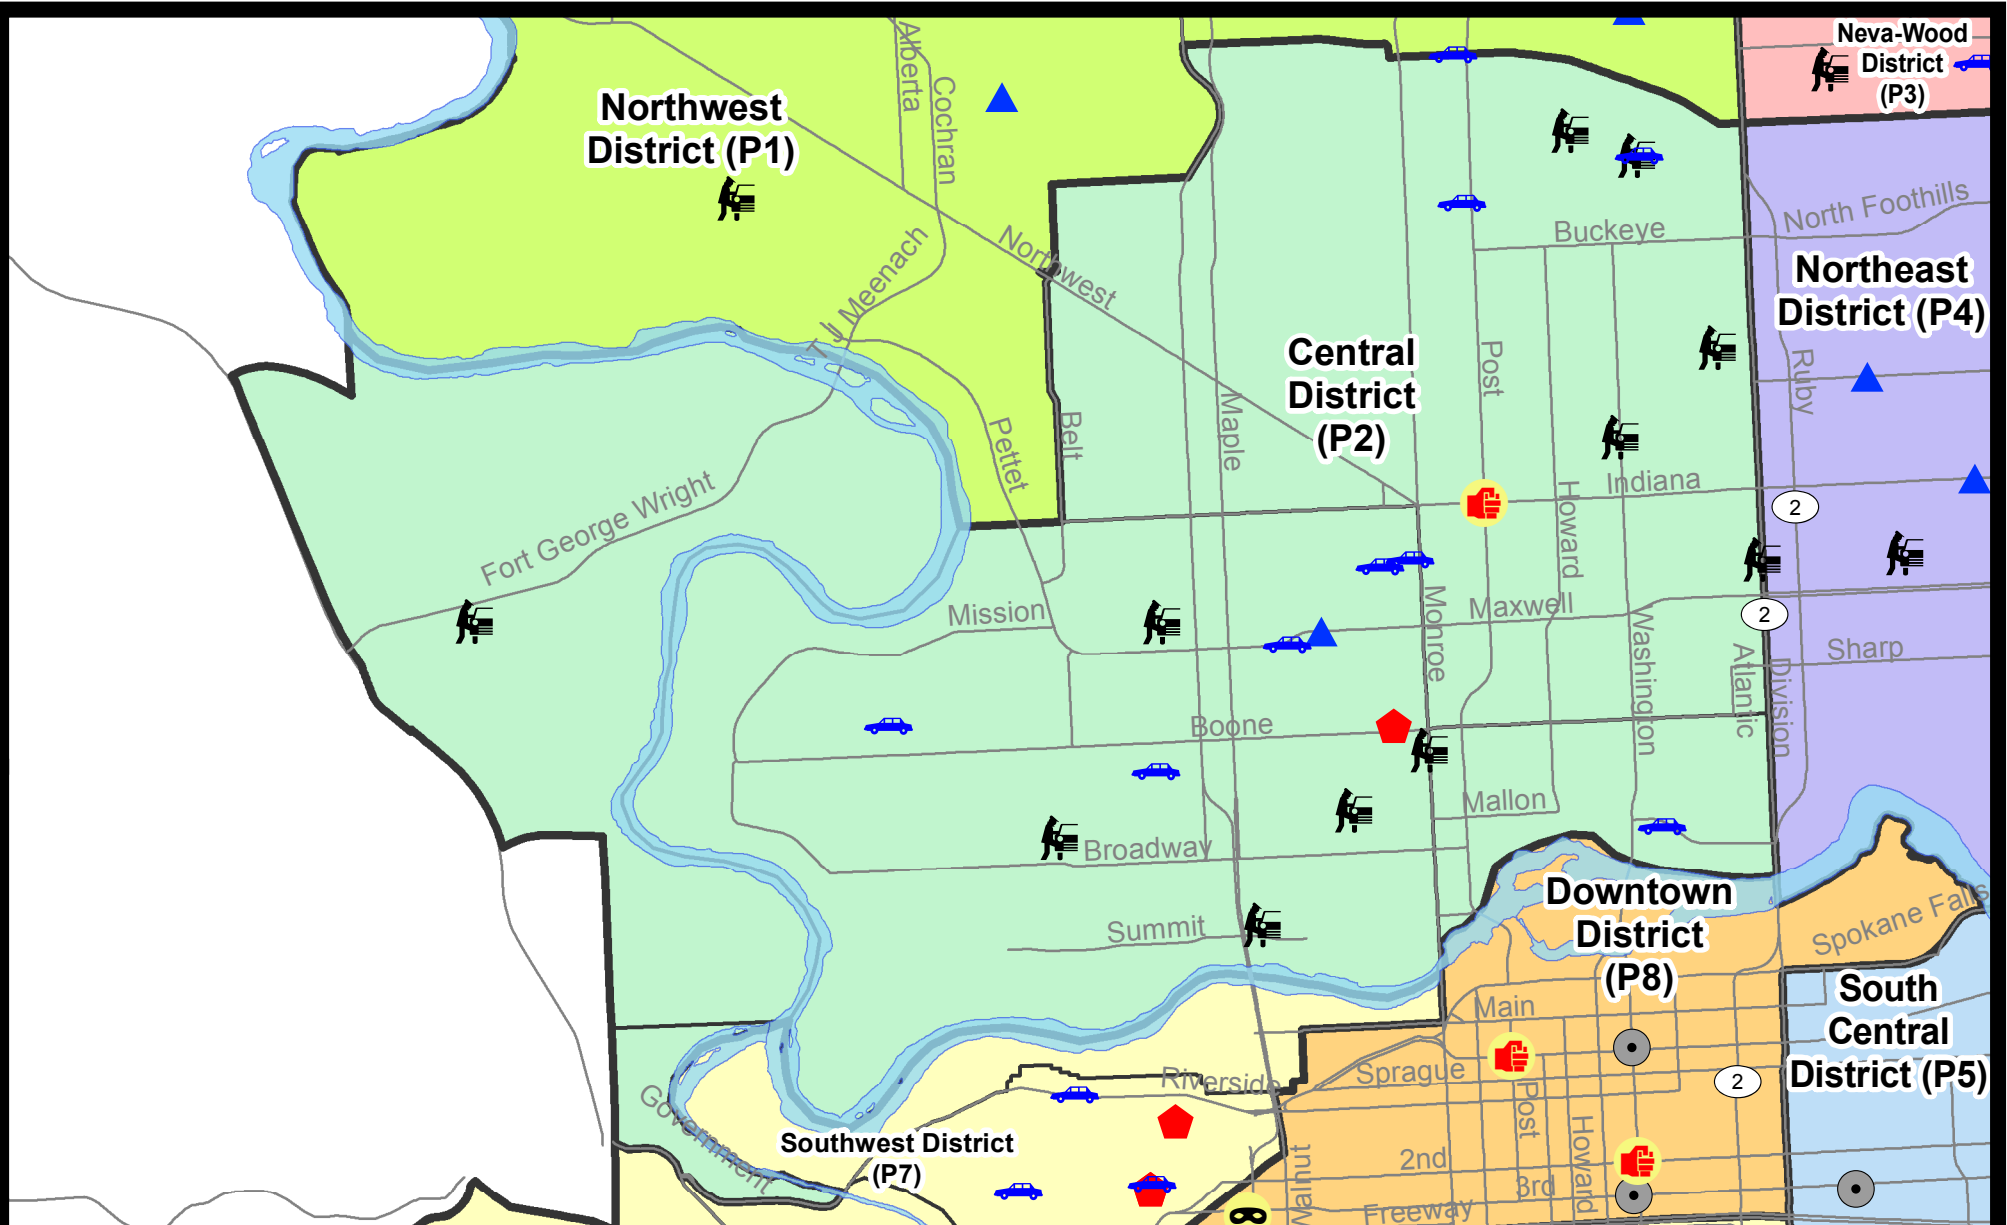 Neva-Wood
District
(P3)
Alberta
Cochran
Northwest
District (P1)
North Foothills
Buckeye
T J Meenach
Northwest
Northeast
District (P4)
Central
District
(P2)
Post
Ruby
Maple
Belt
Pettet
Fort George Wright
Indiana
Howard
2
Mission
Maxwell
2
Monroe
Washington
Atlantic
Division
Sharp
Boone
Mallon
Broadway
Summit
Downtown
District
(P8)
Spokane Falls
South
Central
District (P5)
Main
Riverside
Sprague
2
Government
Southwest District
(P7)
Post
Howard
Walnut
2nd
3rd
Freeway